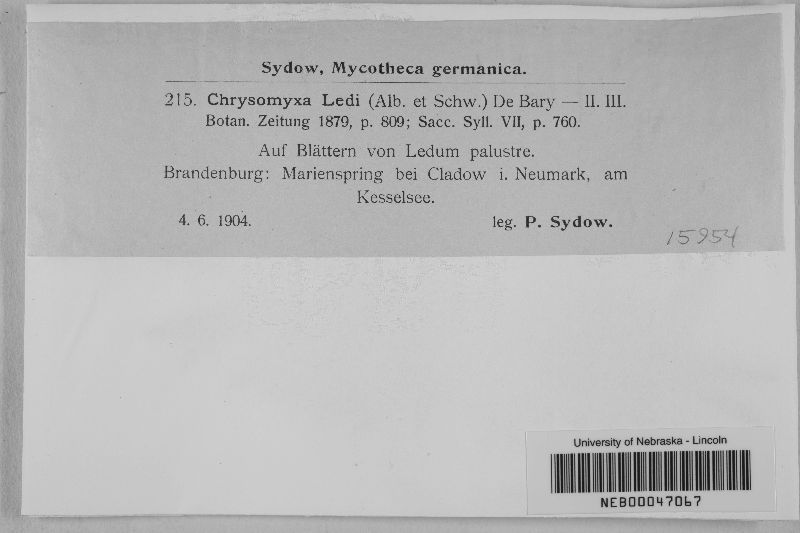 Sydow, Mycotheca germanica.
215. Chrysomyxa Ledi (Alb. et Schw.) De Bary — II. III.
Botan. Zeitung 1879, p. 809; Sacc. Syll. VII, p. 760.
Auf Blättern von Ledum palustre.
Brandenburg: Marienspring bei Cladow i. Neumark, am
Kesselsee.
4. 6. 1904. leg. P. Sydow.
15954
University of Nebraska - Lincoln
NEB00047067